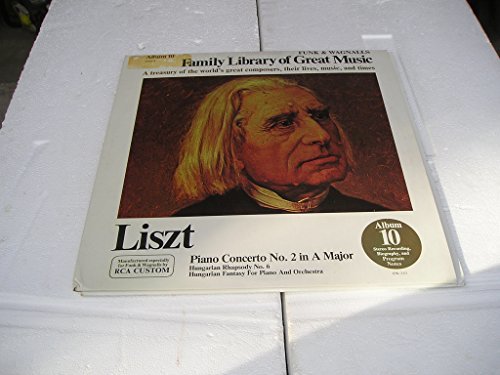 Album 10
FUNK & WAGNALLS
Family Library of Great Music
A treasury of the world's great composers, their lives, music, and times
Liszt
Manufactured especially
for Funk & Wagnalls by
RCA CUSTOM
Piano Concerto No. 2 in A Major
Hungarian Rhapsody No. 6
Hungarian Fantasy For Piano And Orchestra
Album
10
Stereo Recording,
Biography, and
Program
Notes